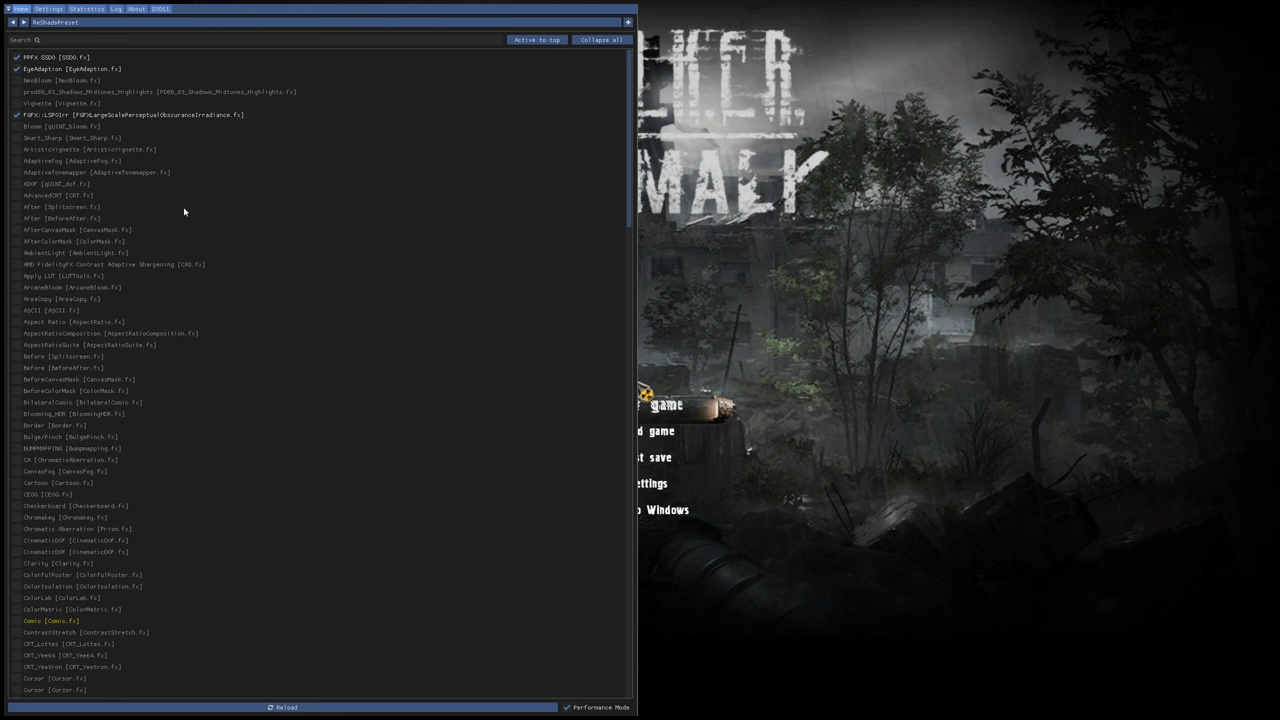 Home Settings Statistics Log About D3D11
ReShadePreset
Search Active to top Collapse all
PPFX SSDO [SSDO.fx]
EyeAdaption [EyeAdaption.fx]
NeoBloom [NeoBloom.fx]
prod80_03_Shadows_Midtones_Highlights [PD80_03_Shadows_Midtones_Highlights.fx]
Vignette [Vignette.fx]
FGFX::LSPOIrr [FGFXLargeScalePerceptualObscuranceIrradiance.fx]
Bloom [qUINT_bloom.fx]
Smart_Sharp [Smart_Sharp.fx]
ArtisticVignette [ArtisticVignette.fx]
AdaptiveFog [AdaptiveFog.fx]
AdaptiveTonemapper [AdaptiveTonemapper.fx]
ADOF [qUINT_dof.fx]
AdvancedCRT [CRT.fx]
After [Splitscreen.fx]
After [BeforeAfter.fx]
AfterCanvasMask [CanvasMask.fx]
AfterColorMask [ColorMask.fx]
AmbientLight [AmbientLight.fx]
AMD FidelityFX Contrast Adaptive Sharpening [CAS.fx]
Apply LUT [LUTTools.fx]
ArcaneBloom [ArcaneBloom.fx]
AreaCopy [AreaCopy.fx]
ASCII [ASCII.fx]
Aspect Ratio [AspectRatio.fx]
AspectRatioComposition [AspectRatioComposition.fx]
AspectRatioSuite [AspectRatioSuite.fx]
Before [Splitscreen.fx]
Before [BeforeAfter.fx]
BeforeCanvasMask [CanvasMask.fx]
BeforeColorMask [ColorMask.fx]
BilateralComic [BilateralComic.fx]
Blooming_HDR [BloomingHDR.fx]
Border [Border.fx]
Bulge/Pinch [BulgePinch.fx]
BUMPMAPPING [Bumpmapping.fx]
CA [ChromaticAberration.fx]
CanvasFog [CanvasFog.fx]
Cartoon [Cartoon.fx]
CEOG [CEOG.fx]
Checkerboard [Checkerboard.fx]
Chromakey [Chromakey.fx]
Chromatic Aberration [Prism.fx]
CinematicDOF [CinematicDOF.fx]
CinematicDOF [CinematicDOF.fx]
Clarity [Clarity.fx]
ColorfulPoster [ColorfulPoster.fx]
ColorIsolation [ColorIsolation.fx]
ColorLab [ColorLab.fx]
ColorMatrix [ColorMatrix.fx]
Comic [Comic.fx]
ContrastStretch [ContrastStretch.fx]
CRT_Lottes [CRT_Lottes.fx]
CRT_Yee64 [CRT_Yee64.fx]
CRT_Yeetron [CRT_Yeetron.fx]
Cursor [Cursor.fx]
Cursor [Cursor.fx]
Reload Performance Mode
KER
MALY
game
d game
st save
ettings
o Windows